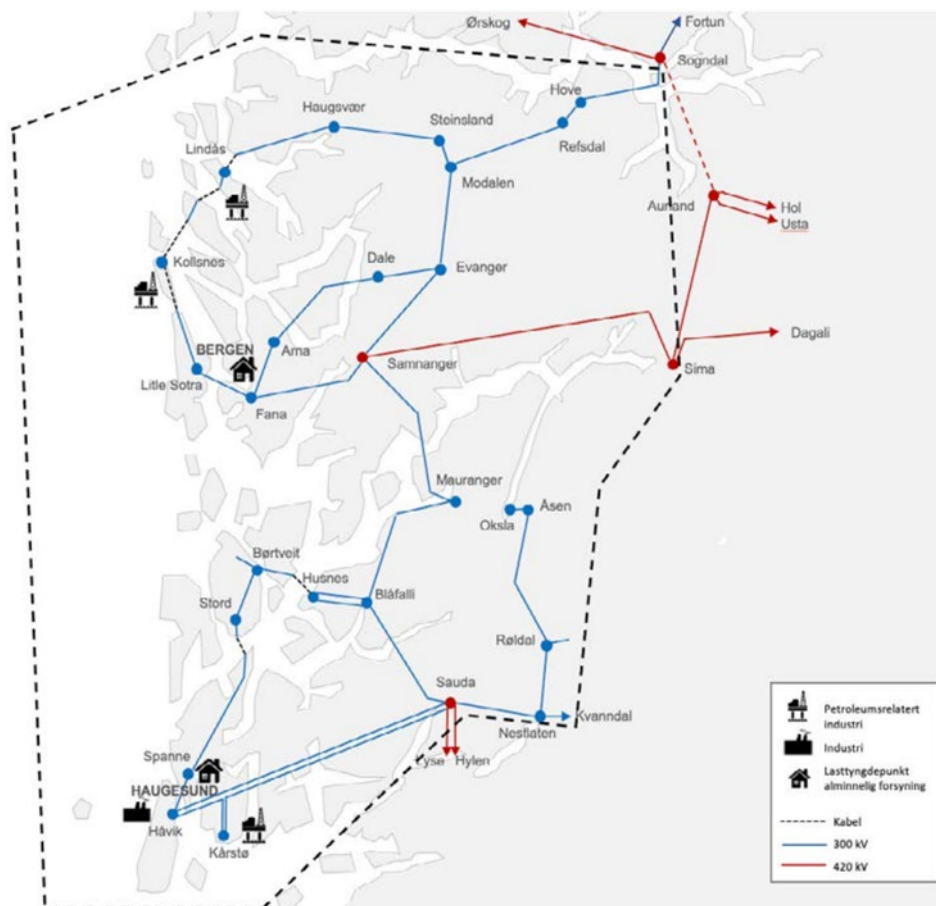 Ørskog
Fortun
Sogndal
Hove
Haugsvær
Steinsland
Refsdal
Lindås
Modalen
Aurland
Hol
Usta
Kollsnes
Dale
Evanger
BERGEN
Arna
Samnanger
Dagali
Sima
Litle Sotra
Fana
Mauranger
Oksla
Åsen
Børtveit
Husnes
Blåfalli
Stord
Røldal
Sauda
Kvanndal
Nesflaten
Lyse
Hylen
Spanne
HAUGESUND
Håvik
Kårstø
Petroleumsrelatert
industri
Industri
Lasttyngdepunkt
alminnelig forsyning
Kabel
300 kV
420 kV